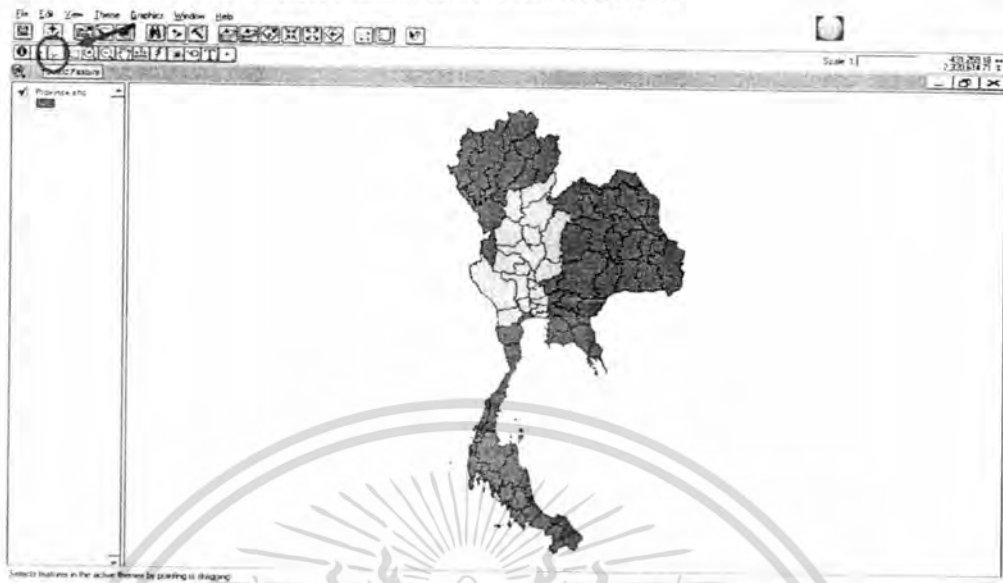 File Edit View Theme Graphics Window Help
Scale 1:
Select Feature
Province.shp
Selects features in the active themes by pointing or dragging